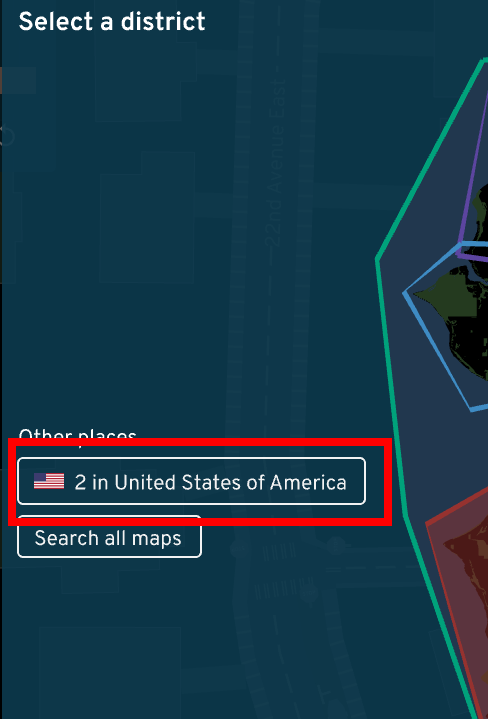 Select a district
22nd Avenue East
Other places
2 in United States of America
Search all maps